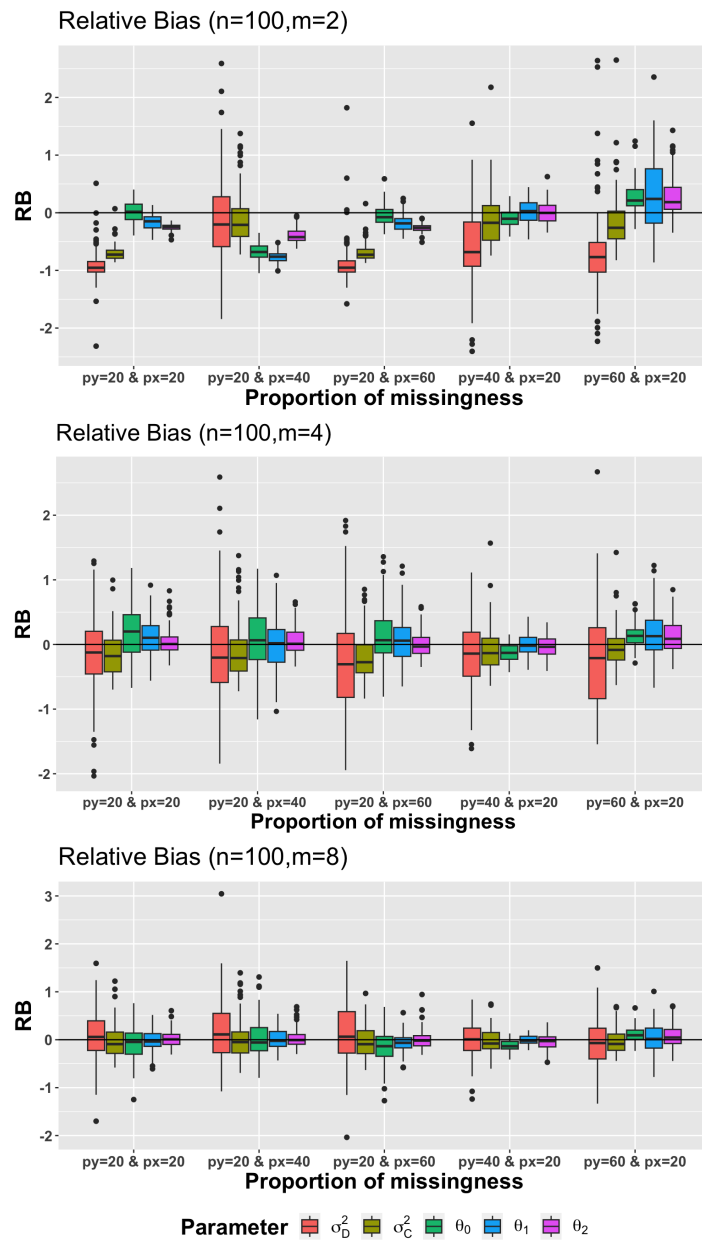 Relative Bias (n=100,m=2)
2
1
0
-1
-2
RB
py=20 & px=20 py=20 & px=40 py=20 & px=60 py=40 & px=20 py=60 & px=20
Proportion of missingness
Relative Bias (n=100,m=4)
2
1
0
-1
-2
RB
py=20 & px=20 py=20 & px=40 py=20 & px=60 py=40 & px=20 py=60 & px=20
Proportion of missingness
Relative Bias (n=100,m=8)
3
2
1
0
-1
-2
RB
py=20 & px=20 py=20 & px=40 py=20 & px=60 py=40 & px=20 py=60 & px=20
Proportion of missingness
Parameter σ²_D σ²_C θ₀ θ₁ θ₂